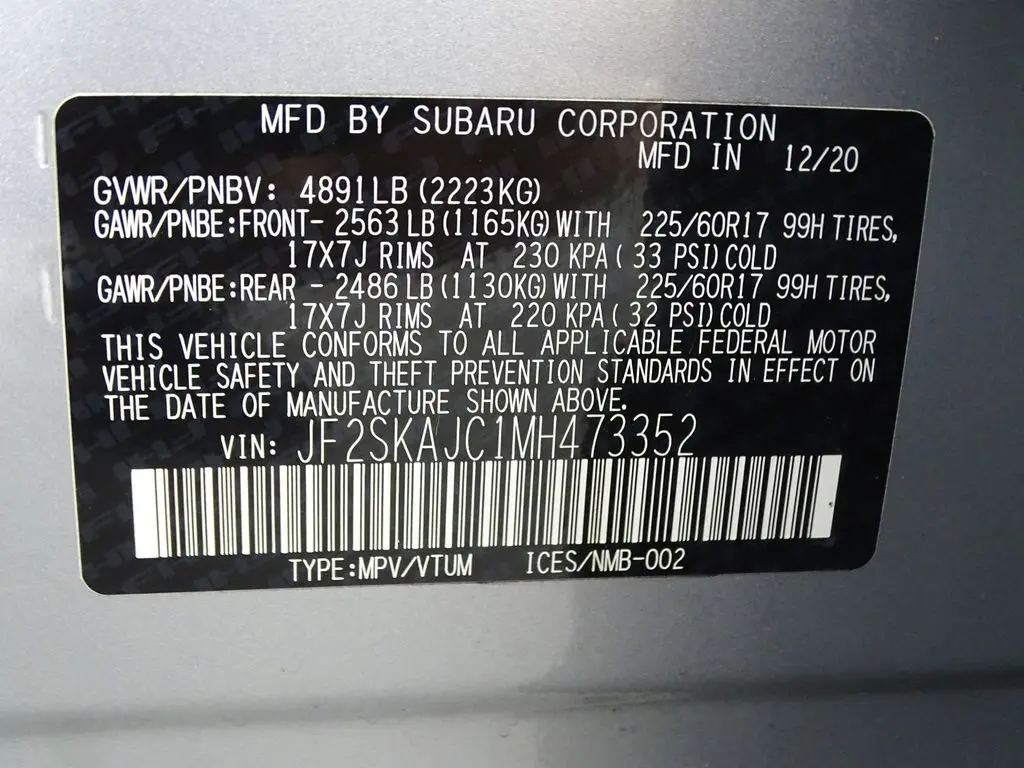 MFD BY SUBARU CORPORATION
MFD IN 12/20
GVWR/PNBV: 4891LB (2223KG)
GAWR/PNBE:FRONT- 2563 LB (1165KG) WITH 225/60R17 99H TIRES,
17X7J RIMS AT 230 KPA ( 33 PSI) COLD
GAWR/PNBE:REAR - 2486 LB (1130KG) WITH 225/60R17 99H TIRES,
17X7J RIMS AT 220 KPA ( 32 PSI) COLD
THIS VEHICLE CONFORMS TO ALL APPLICABLE FEDERAL MOTOR
VEHICLE SAFETY AND THEFT PREVENTION STANDARDS IN EFFECT ON
THE DATE OF MANUFACTURE SHOWN ABOVE.
VIN: JF2SKAJC1MH473352
TYPE:MPV/VTUM ICES/NMB-002